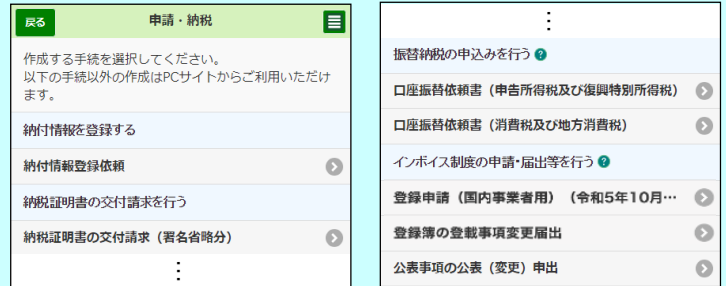 戻る
申請・納税
作成する手続を選択してください。
以下の手続以外の作成はPCサイトからご利用いただけ
ます。
納付情報を登録する
納付情報登録依頼
納税証明書の交付請求を行う
納税証明書の交付請求（署名省略分）
振替納税の申込みを行う ?
口座振替依頼書（申告所得税及び復興特別所得税）
口座振替依頼書（消費税及び地方消費税）
インボイス制度の申請・届出等を行う ?
登録申請（国内事業者用）（令和5年10月…
登録簿の登載事項変更届出
公表事項の公表（変更）申出